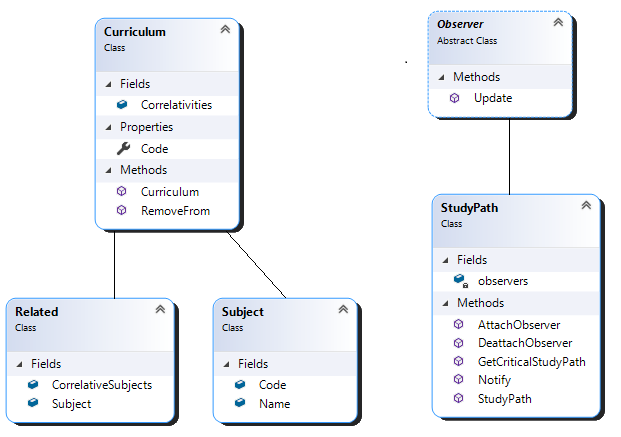 Curriculum
Class
Fields
Correlativities
Properties
Code
Methods
Curriculum
RemoveFrom
Observer
Abstract Class
Methods
Update
Related
Class
Fields
CorrelativeSubjects
Subject
Subject
Class
Fields
Code
Name
StudyPath
Class
Fields
observers
Methods
AttachObserver
DeattachObserver
GetCriticalStudyPath
Notify
StudyPath